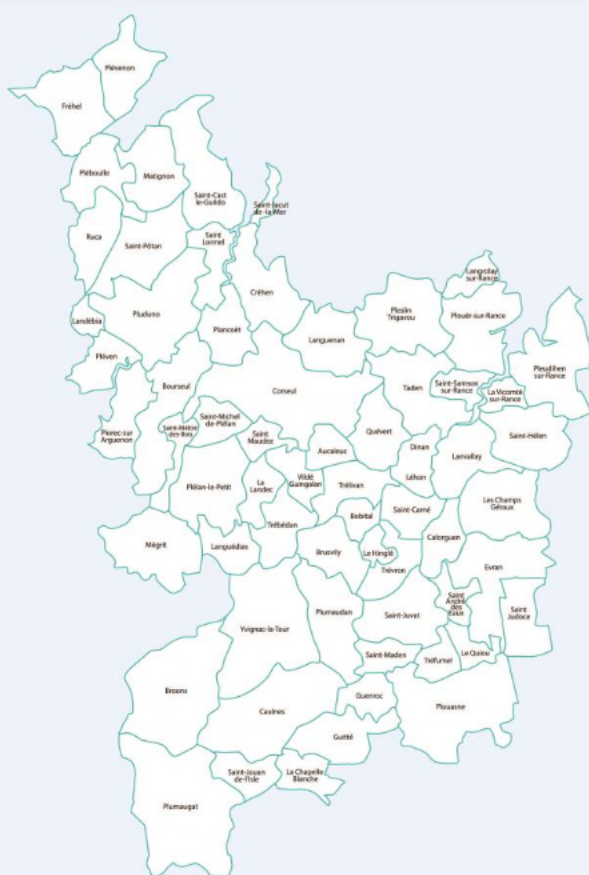 Plévenon
Fréhel
Pléboulle
Matignon
Saint-Cast
le-Guildo
Saint-Jacut
de-la-Mer
Ruca
Saint-Pôtan
Saint
Lormel
Langrolay
sur-Rance
Créhen
Pleslin
Trigavou
Plouër-sur-Rance
Landébia
Pluduno
Plancoët
Languenan
Pléven
Bourseul
Corseul
Taden
Saint-Samson
sur-Rance
La Vicomté
sur-Rance
Pleudihen
sur-Rance
Plorec-sur
Arguenon
Saint-Méloir
des-Bois
Saint-Michel
de Plélan
Saint
Maudez
Quévert
Dinan
Lanvallay
Saint-Hélen
Aucaleuc
Plélan-le-Petit
La
Landec
Vildé
Guingalan
Trélivan
Léhon
Les Champs
Géraux
Trébédan
Bobital
Saint-Carné
Calorguen
Mégrit
Languédias
Brusvily
Le Hinglé
Trévron
Evran
Yvignac-la-Tour
Plumaudan
Saint-Juvat
Saint
André
des
Eaux
Saint
Judoce
Saint-Maden
Tréfumel
Le Quiou
Broons
Caulnes
Guenroc
Plouasne
Guitté
Saint-Jouan
de-l'Isle
La Chapelle
Blanche
Plumaugat